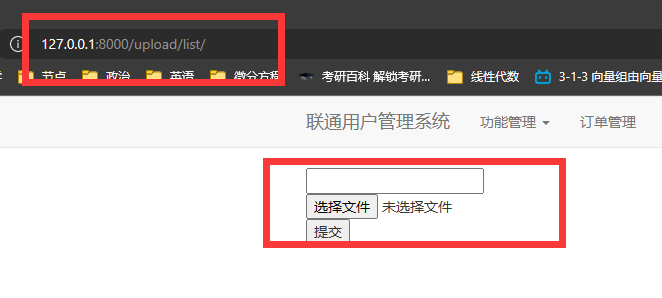 127.0.0.1:8000/upload/list/
节点 政治 英语 微分方程 考研百科 解锁考研... 线性代数 3-1-3 向量组由向量
联通用户管理系统 功能管理 订单管理
选择文件 未选择文件
提交